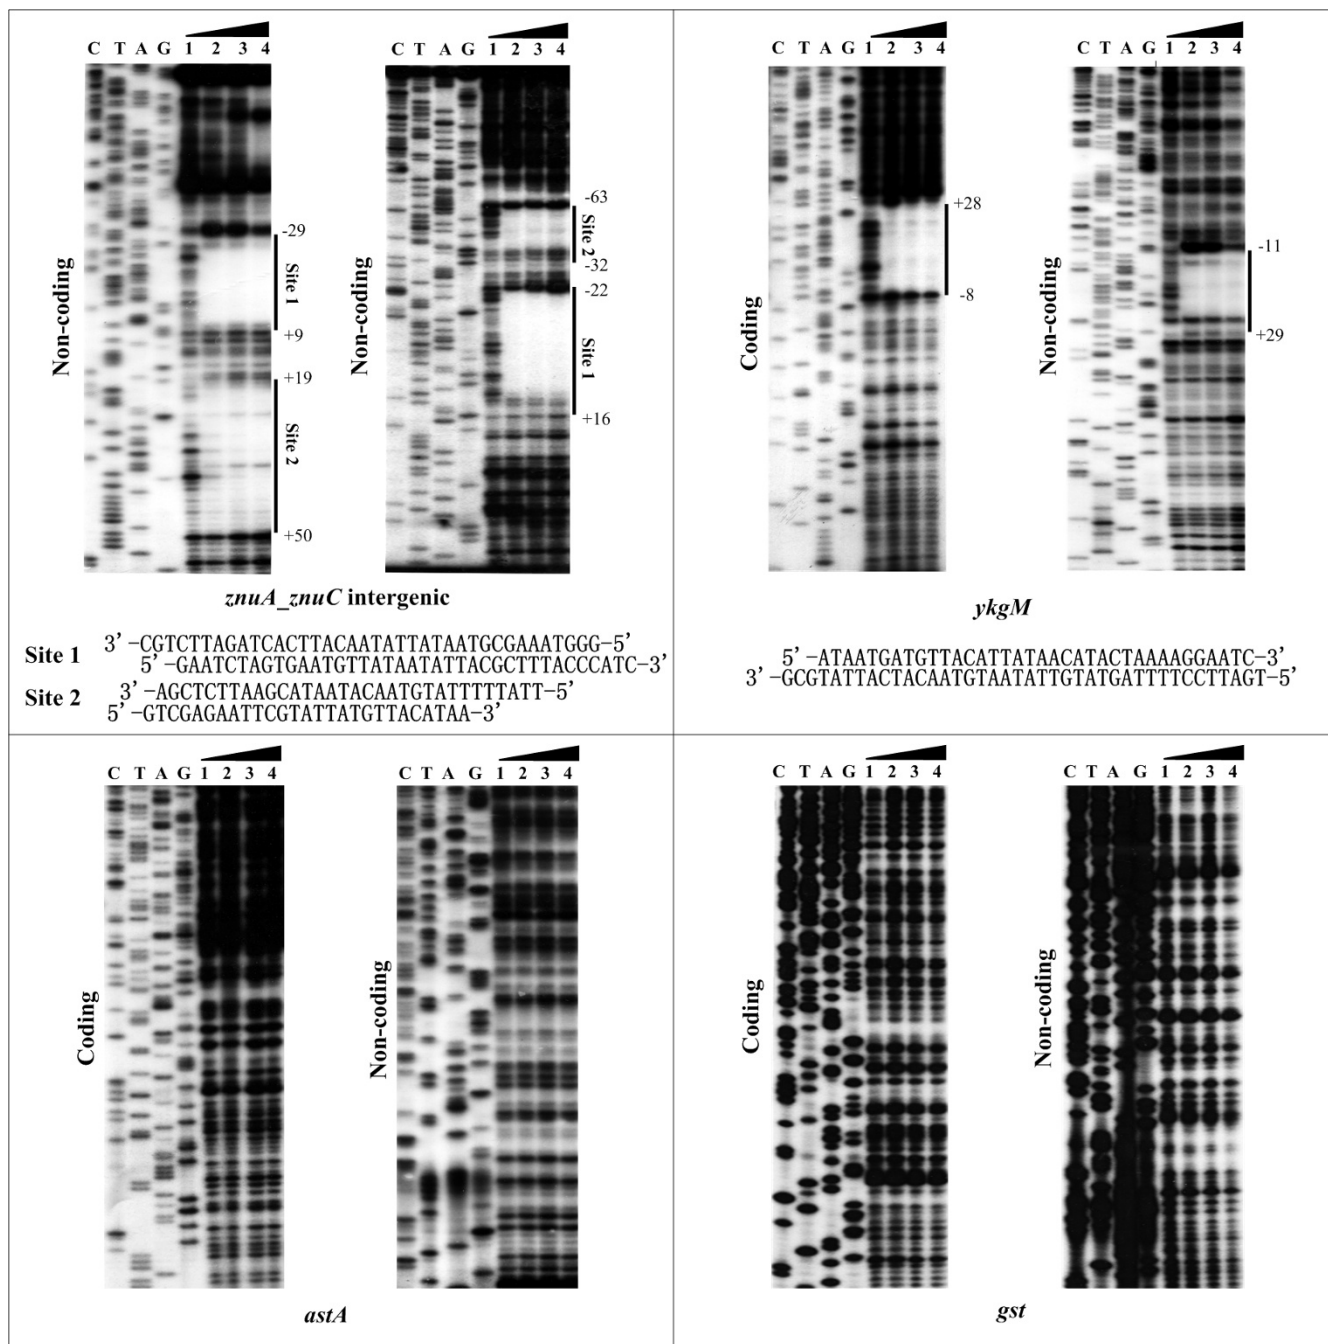 C T A G 1 2 3 4
Non-coding
-29
Site 1
+9
+19
Site 2
+50
C T A G 1 2 3 4
Non-coding
-63
Site 2
-32
-22
Site 1
+16
znuA_znuC intergenic
Site 1
3’-CGTCTTAGATCACTTACAATATTATAATGCGAAATGGG-5’
5’-GAATCTAGTGAATGTTATAATATTACGCTTTACCCATC-3’
Site 2
3’-AGCTCTTAAGCATAATACAATGTATTTTTATT-5’
5’-GTCGAGAATTCGTATTATGTTACATAA-3’
C T A G 1 2 3 4
Coding
+28
-8
C T A G 1 2 3 4
Non-coding
-11
+29
ykgM
5’-ATAATGATGTTACATTATAACATACTAAAAGGAATC-3’
3’-GCGTATTACTACAATGTAATATTGTATGATTTTCCTTAGT-5’
C T A G 1 2 3 4
Coding
C T A G 1 2 3 4
Non-coding
astA
C T A G 1 2 3 4
Coding
C T A G 1 2 3 4
Non-coding
gst